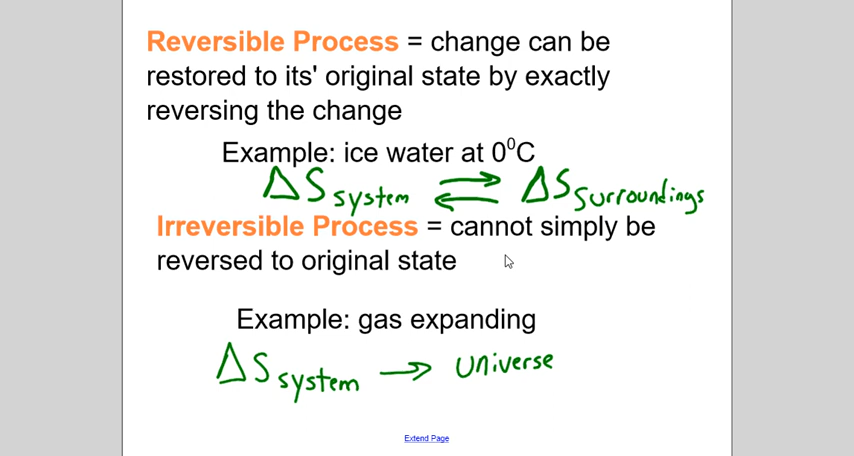 Reversible Process = change can be
restored to its' original state by exactly
reversing the change
Example: ice water at 0⁰C
ΔS system ⇌ ΔS surroundings
Irreversible Process = cannot simply be
reversed to original state
Example: gas expanding
ΔS system → universe
Extend Page